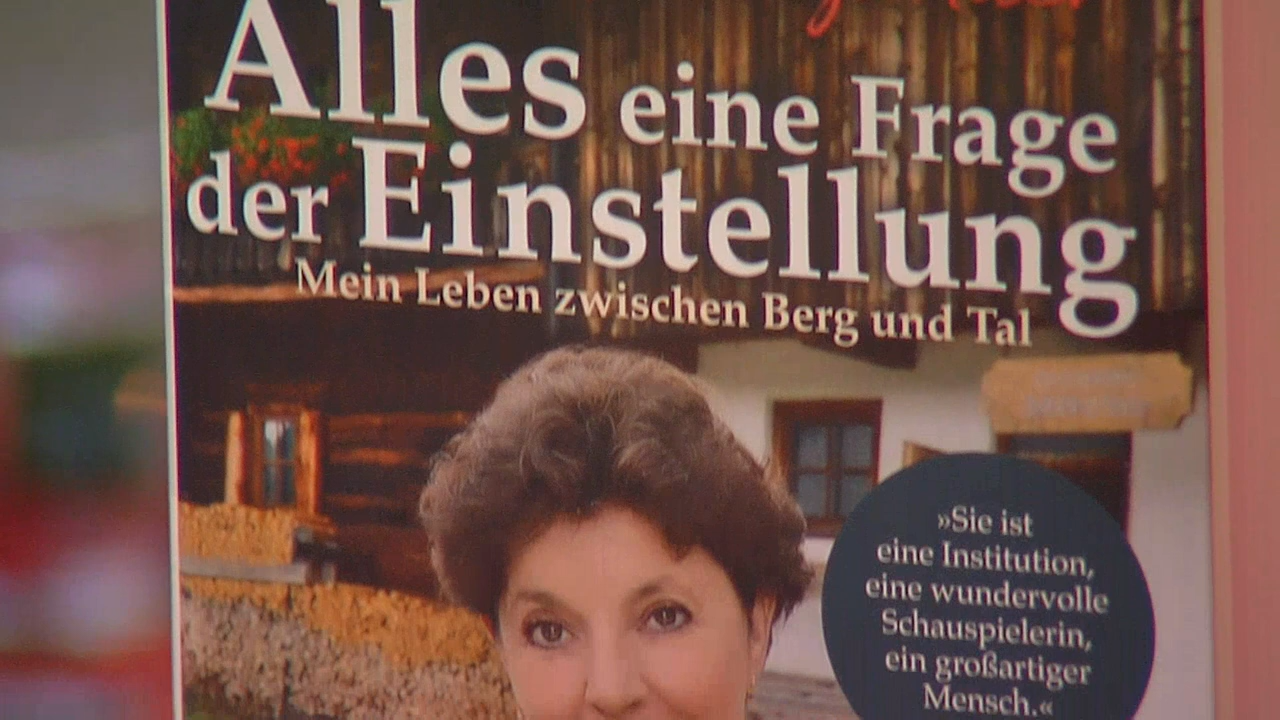 Alles eine Frage
der Einstellung
Mein Leben zwischen Berg und Tal
»Sie ist
eine Institution,
eine wundervolle
Schauspielerin,
ein großartiger
Mensch.«